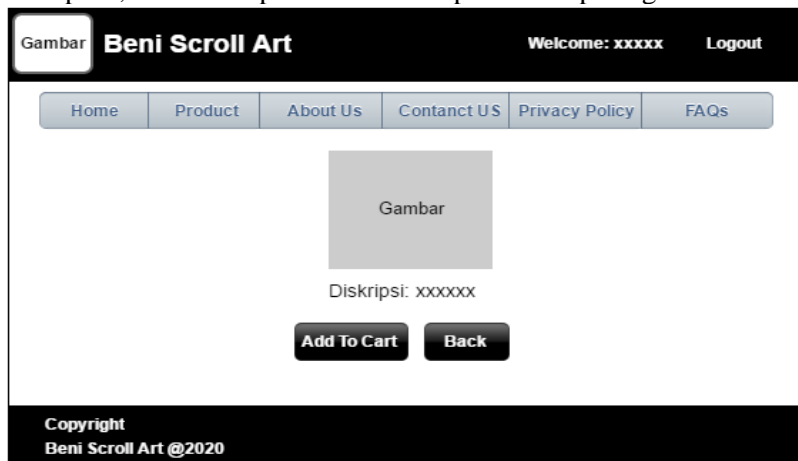 Gambar Beni Scroll Art Welcome: xxxxx Logout
Home Product About Us Contanct US Privacy Policy FAQs
Gambar
Diskripsi: xxxxxx
Add To Cart Back
Copyright
Beni Scroll Art @2020